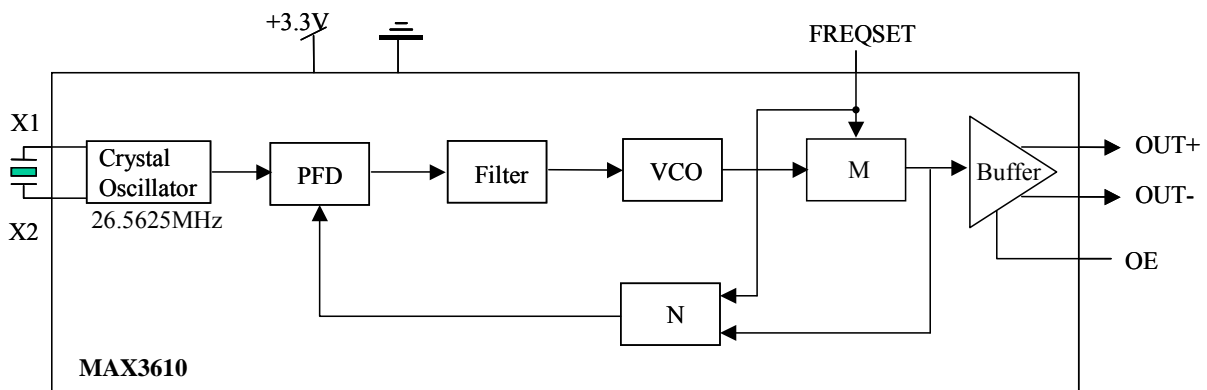 +3.3V
FREQSET
X1
Crystal
Oscillator
PFD
Filter
VCO
M
Buffer
OUT+
OUT-
X2
26.5625MHz
OE
N
MAX3610